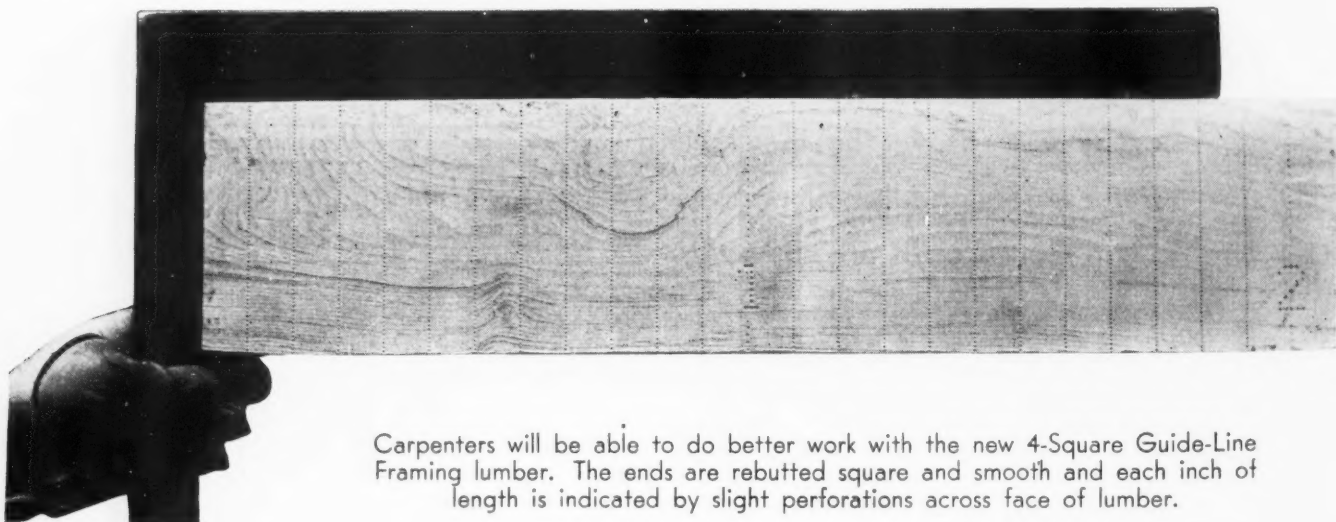 1
2
Carpenters will be able to do better work with the new 4-Square Guide-Line
Framing lumber. The ends are rebutted square and smooth and each inch of
length is indicated by slight perforations across face of lumber.